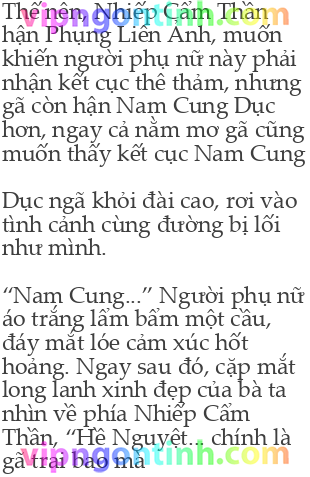 Thế nên, Nhiếp Cẩm Thần
vipngontinh.com
hận Phụng Liên Ánh, muốn
khiến người phụ nữ này phải
nhận kết cục thê thảm, nhưng
gã còn hận Nam Cung Dục
hơn, ngay cả nằm mơ gã cũng
muốn thấy kết cục Nam Cung
Dục ngã khỏi đài cao, rơi vào
tình cảnh cùng đường bị lối
như mình.
“Nam Cung...” Người phụ nữ
áo trắng lẩm bẩm một cầu,
đáy mắt lóe cảm xúc hốt
hoảng. Ngay sau đó, cặp mắt
long lanh xinh đẹp của bà ta
nhìn về phía Nhiếp Cẩm
Thần, “Hề Nguyệt... chính là
gã trai bao mà
vipngontinh.com